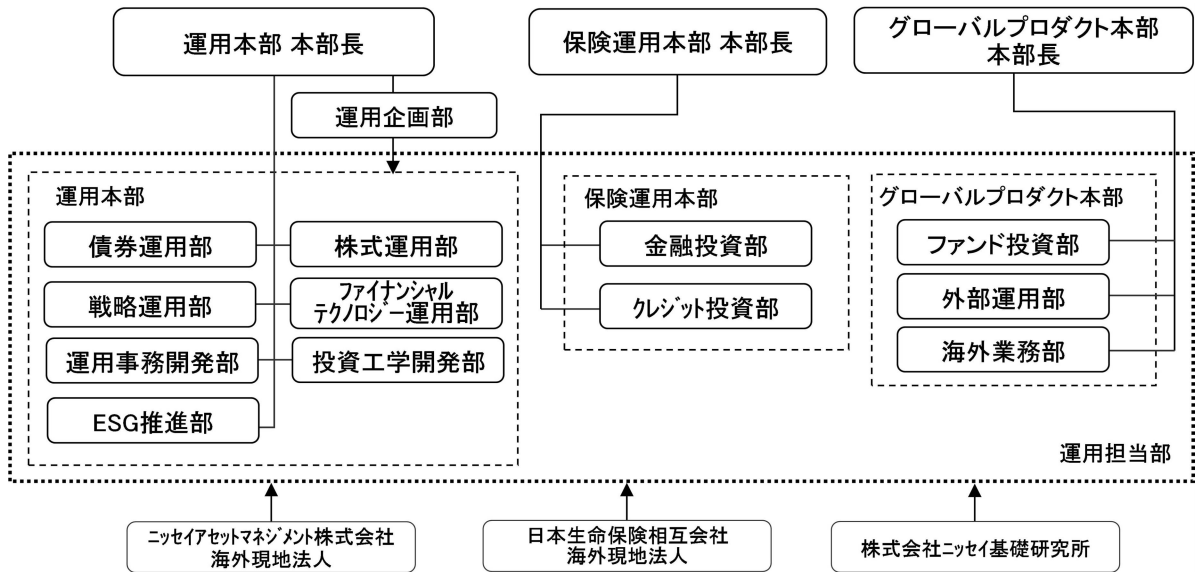 運用本部 本部長
保険運用本部 本部長
グローバルプロダクト本部
本部長
運用企画部
運用本部
債券運用部
株式運用部
戦略運用部
ファイナンシャル
テクノロジー運用部
運用事務開発部
投資工学開発部
ESG推進部
保険運用本部
金融投資部
クレジット投資部
グローバルプロダクト本部
ファンド投資部
外部運用部
海外業務部
運用担当部
ニッセイアセットマネジメント株式会社
海外現地法人
日本生命保険相互会社
海外現地法人
株式会社ニッセイ基礎研究所